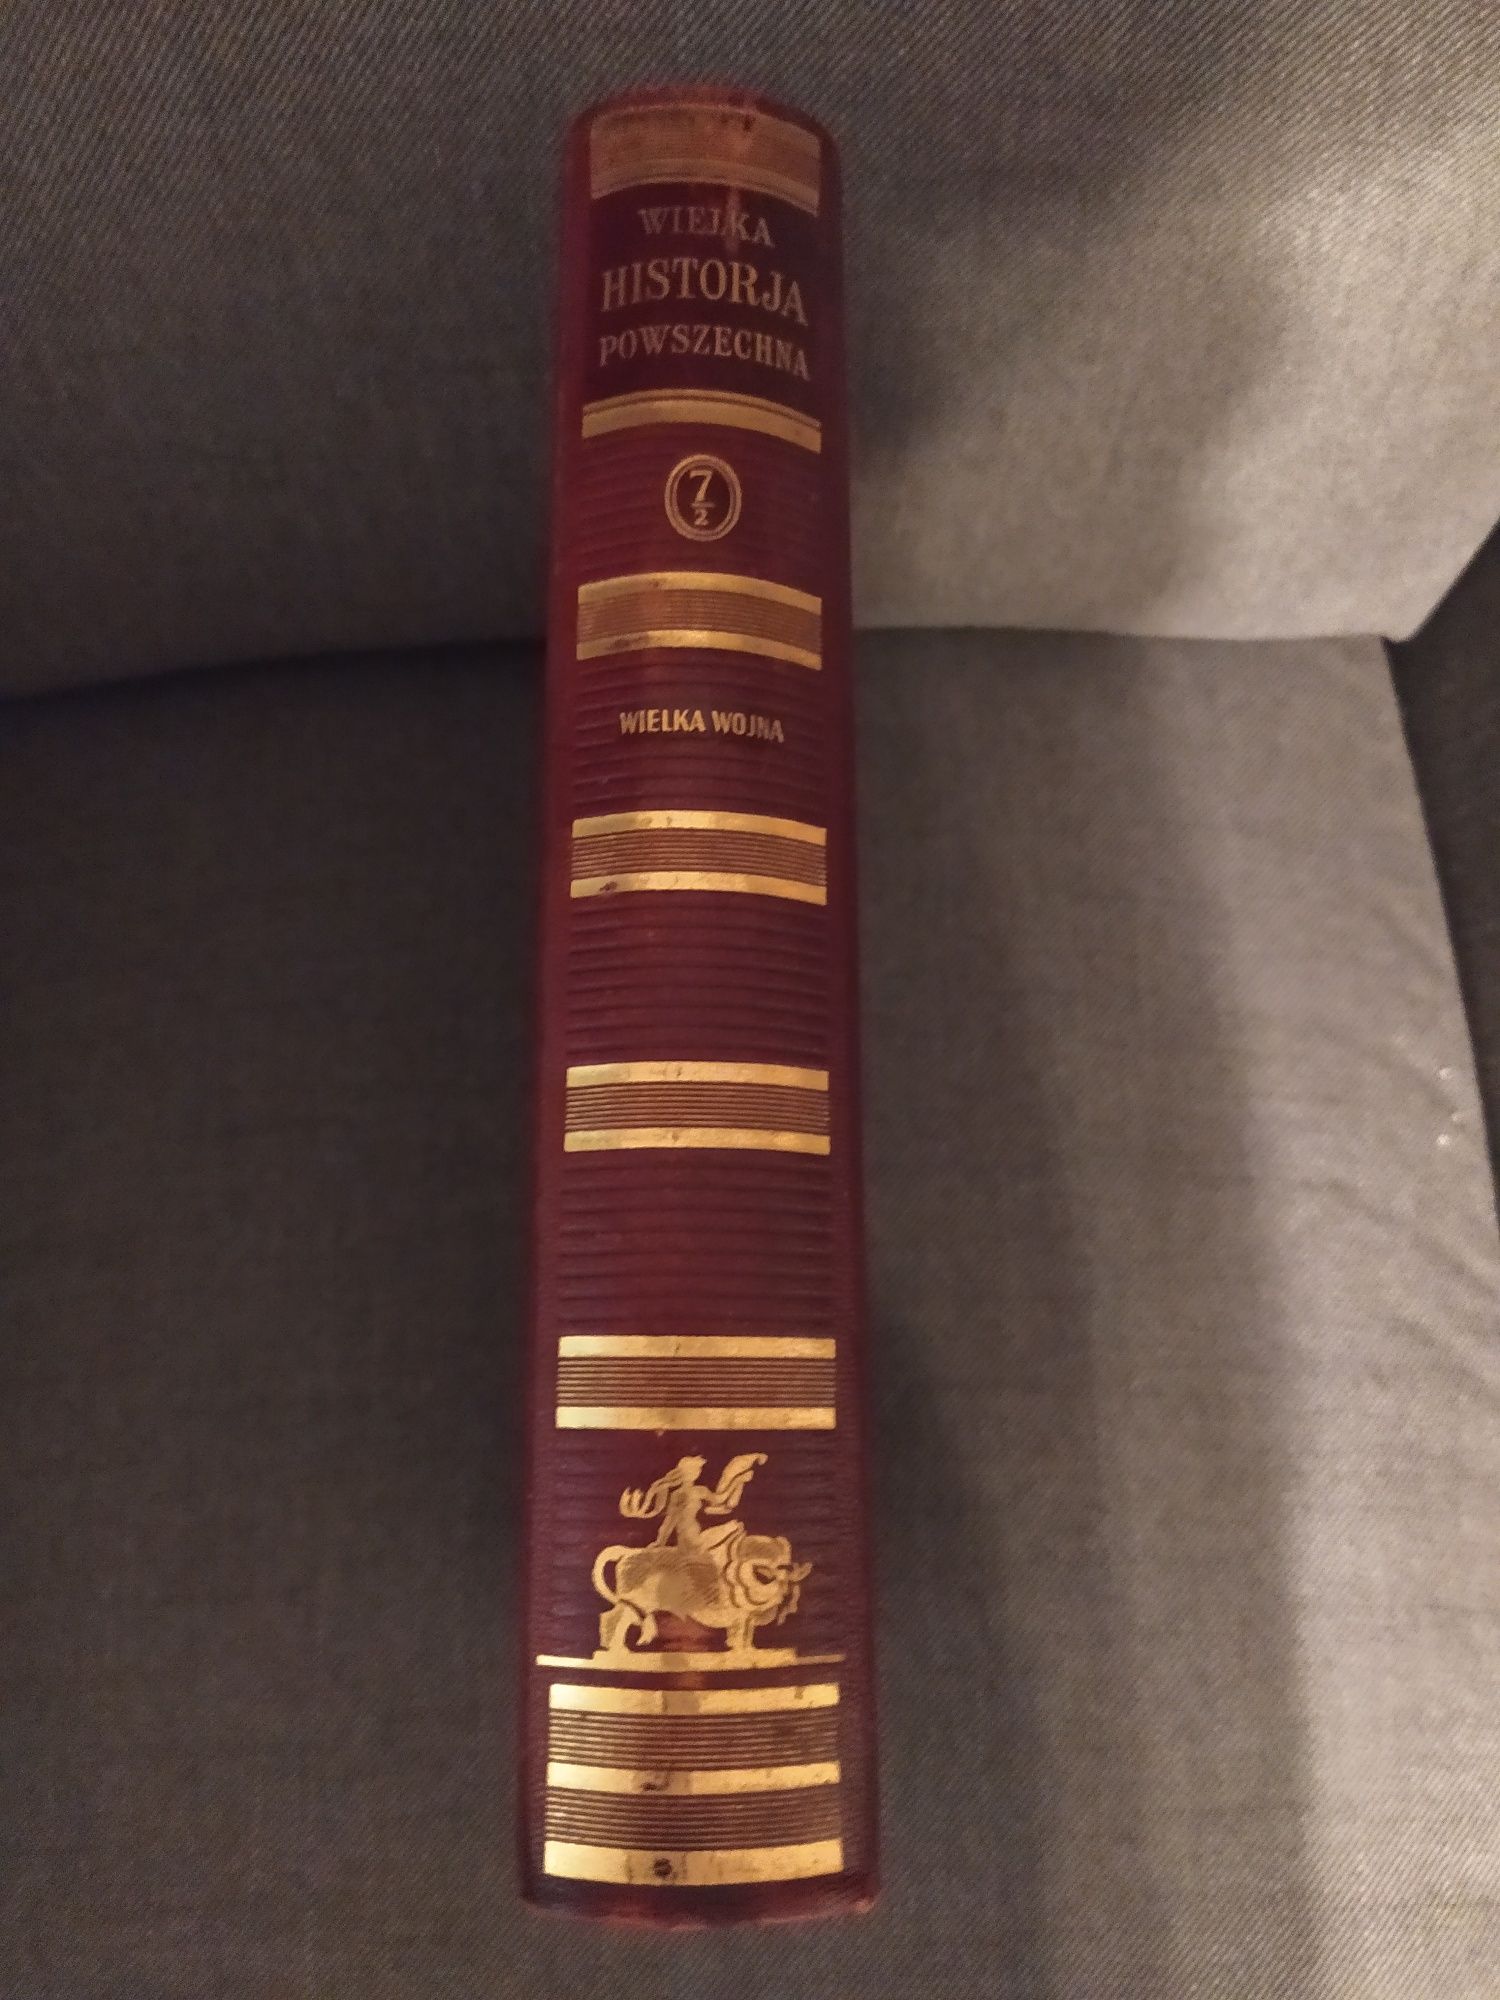 WIELKA
HISTORJA
POWSZECHNA
7
2
WIELKA WOJNA